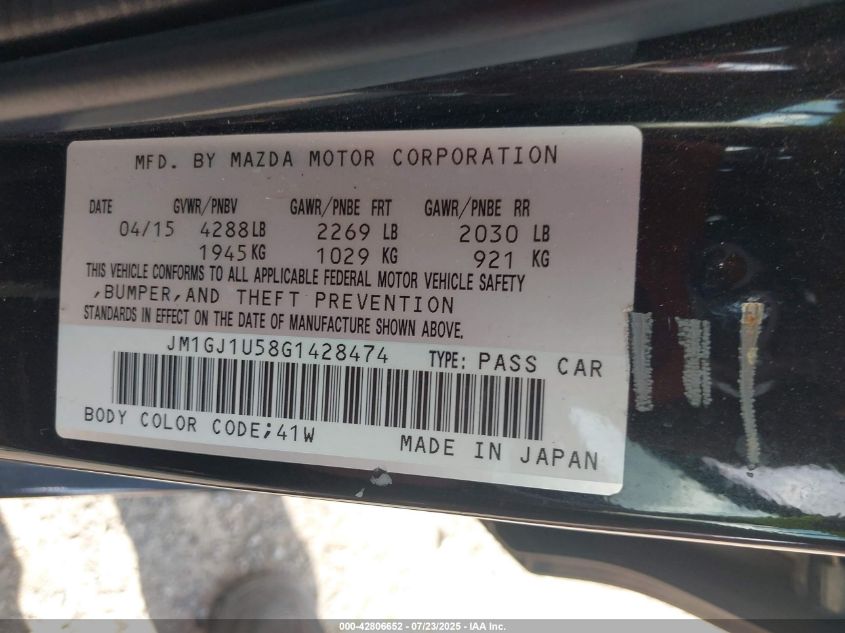 MFD. BY MAZDA MOTOR CORPORATION
DATE GVWR/PNBV GAWR/PNBE FRT GAWR/PNBE RR
04/15 4288LB 2269 LB 2030 LB
1945KG 1029 KG 921 KG
THIS VEHICLE CONFORMS TO ALL APPLICABLE FEDERAL MOTOR VEHICLE SAFETY
,BUMPER,AND THEFT PREVENTION
STANDARDS IN EFFECT ON THE DATE OF MANUFACTURE SHOWN ABOVE.
JM1GJ1U58G1428474 TYPE: PASS CAR
BODY COLOR CODE;41W
MADE IN JAPAN
000-42806652 - 07/23/2025 - IAA Inc.